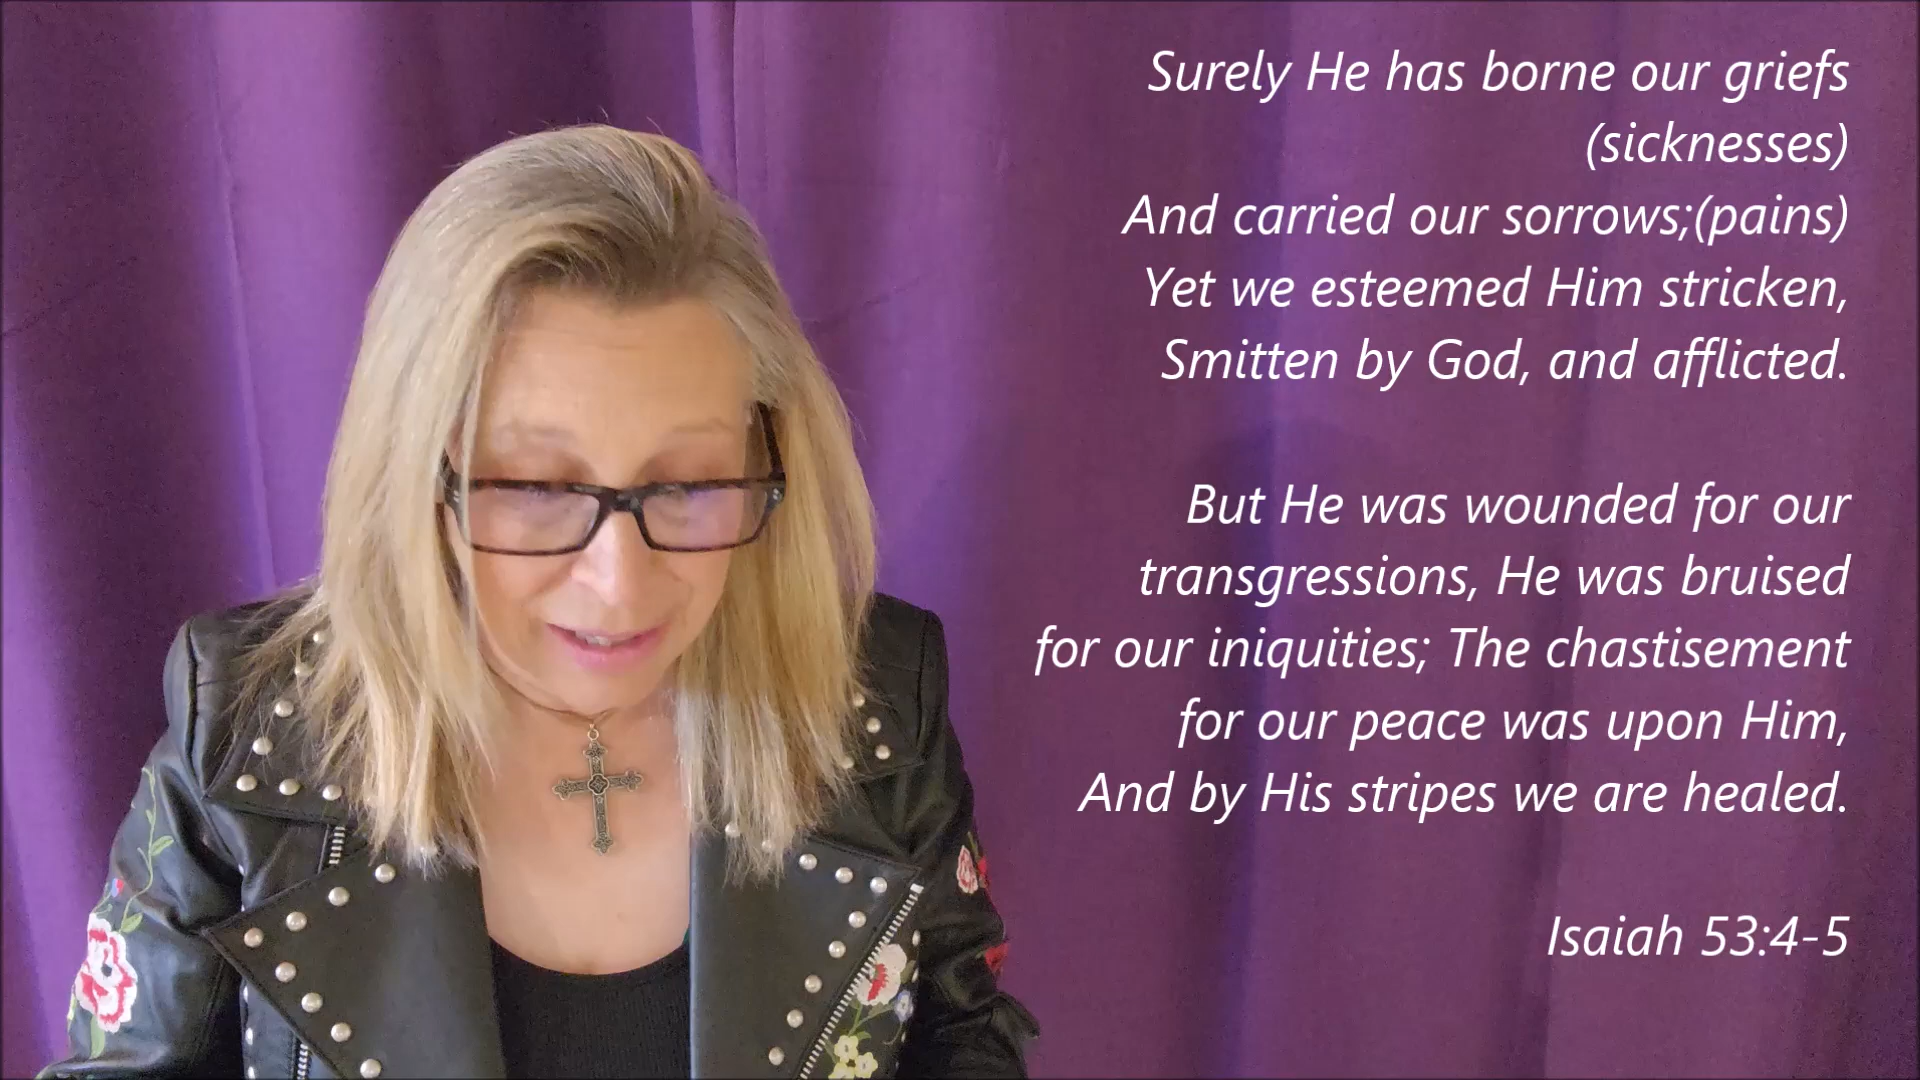 Surely He has borne our griefs
(sicknesses)
And carried our sorrows;(pains)
Yet we esteemed Him stricken,
Smitten by God, and afflicted.
But He was wounded for our
transgressions, He was bruised
for our iniquities; The chastisement
for our peace was upon Him,
And by His stripes we are healed.
Isaiah 53:4-5